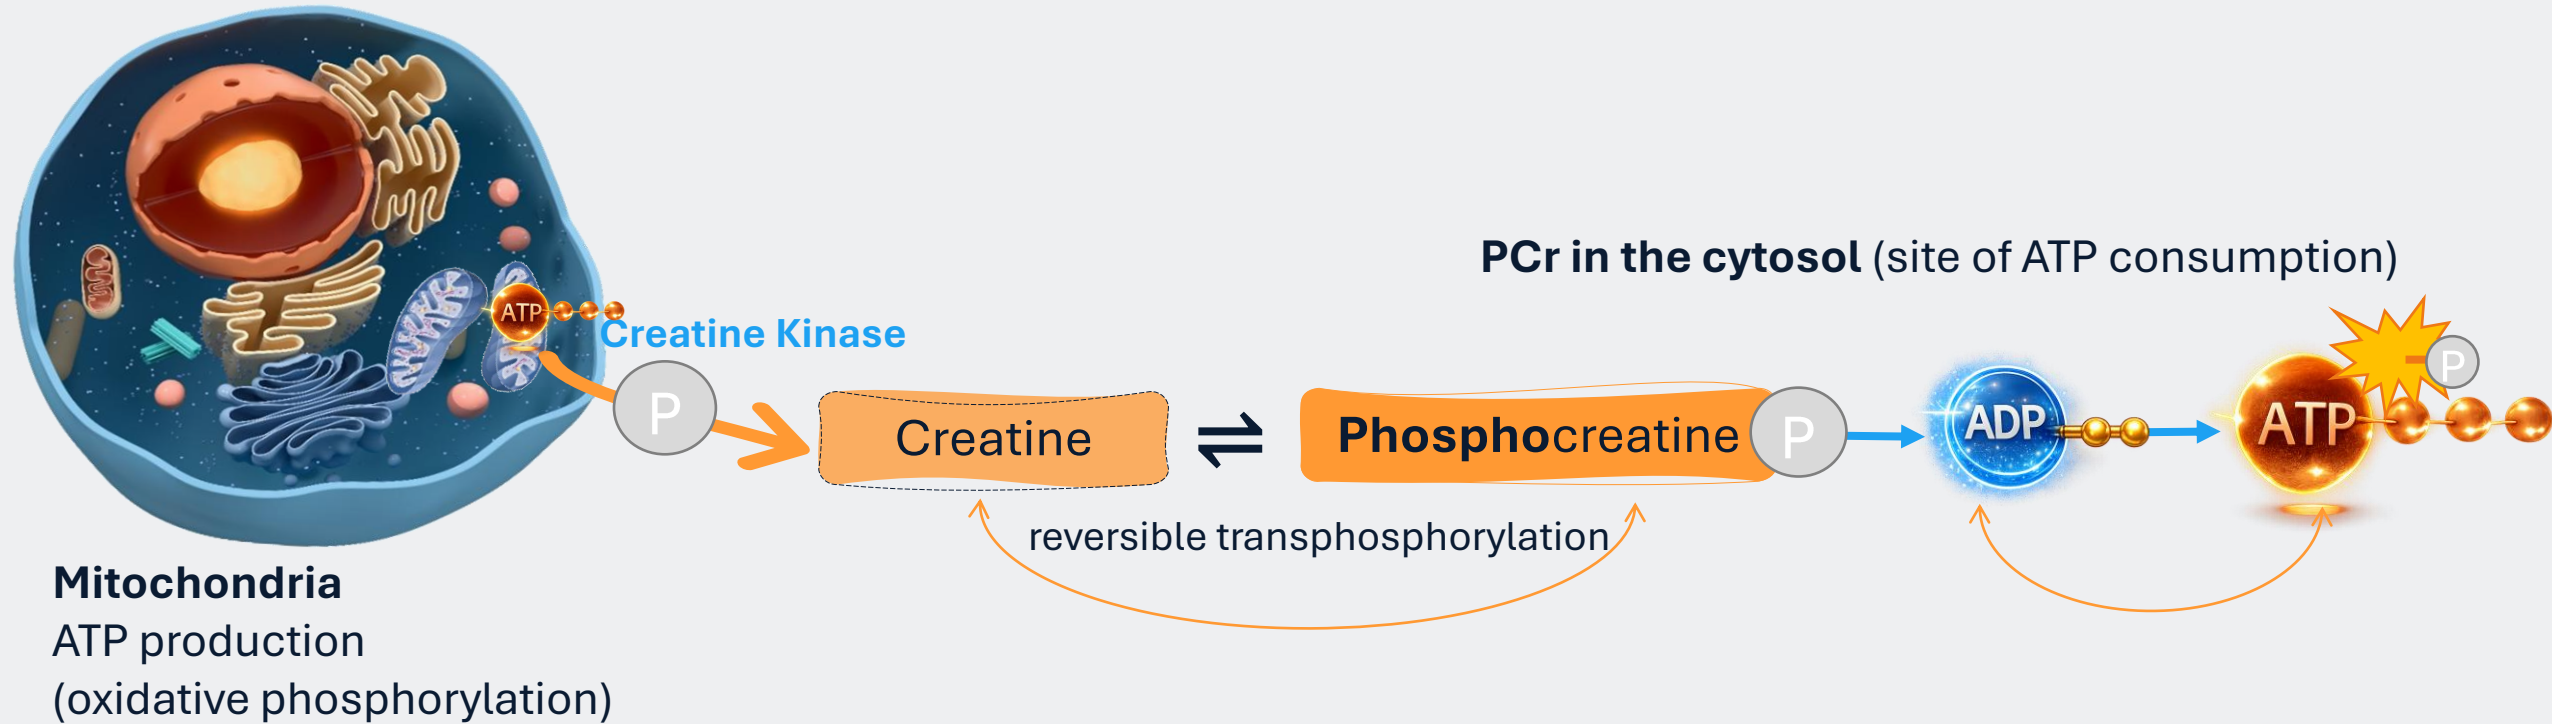 PCr in the cytosol (site of ATP consumption)
ATP
Creatine Kinase
P
Creatine
⇌
Phosphocreatine
P
ADP
ATP
P
reversible transphosphorylation
Mitochondria
ATP production
(oxidative phosphorylation)